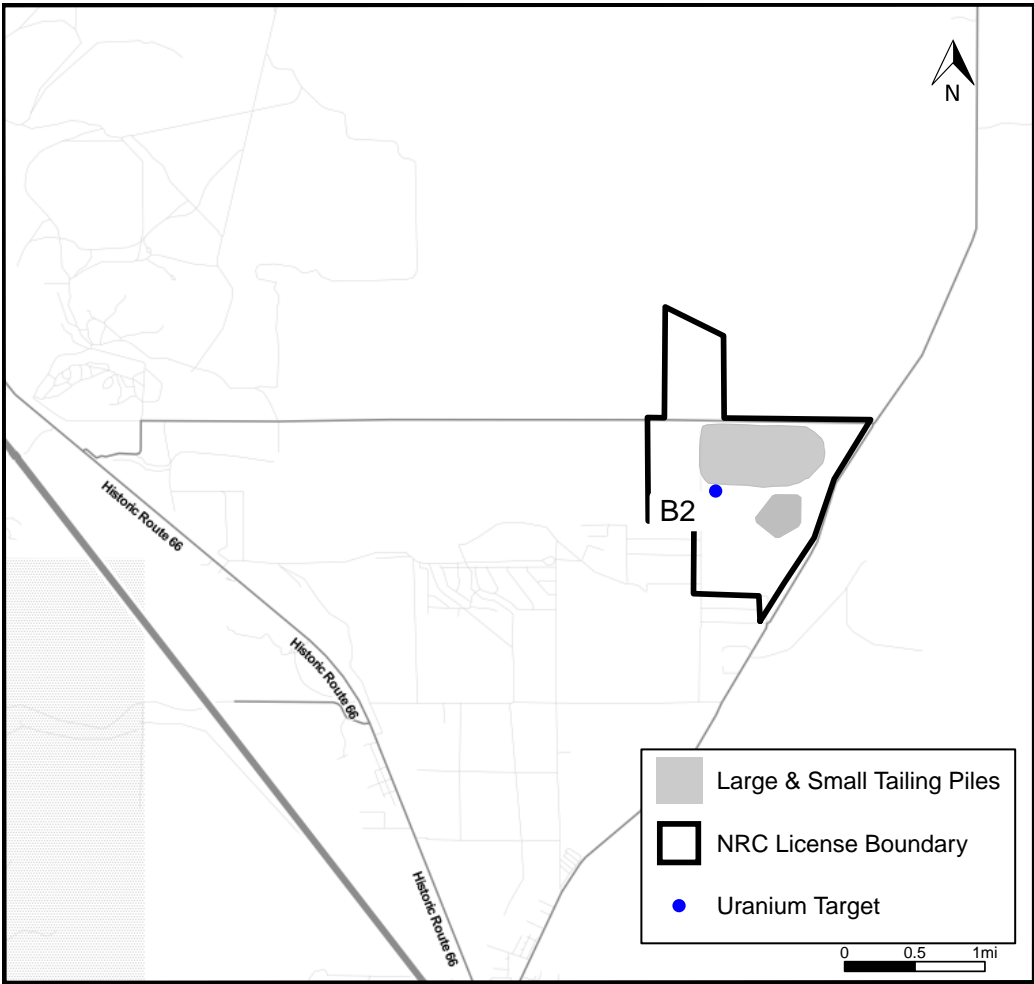 N
B2
Historic Route 66
Historic Route 66
Historic Route 66
Large & Small Tailing Piles
NRC License Boundary
Uranium Target
0 0.5 1mi